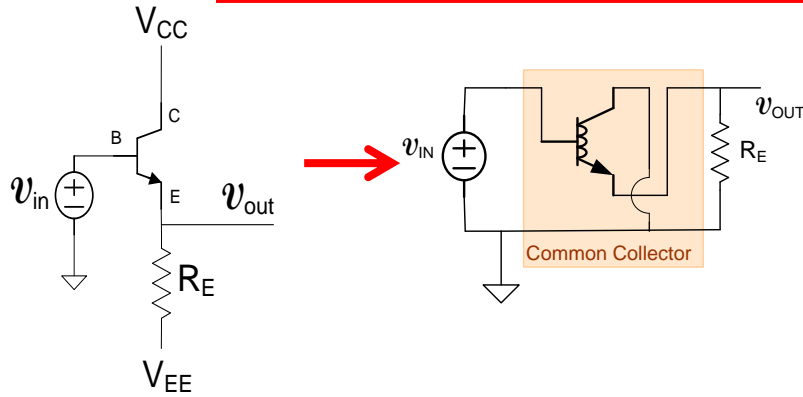 V_CC
C
B
+
−
v_in
E
v_out
R_E
V_EE
v_IN
+
−
v_OUT
R_E
Common Collector